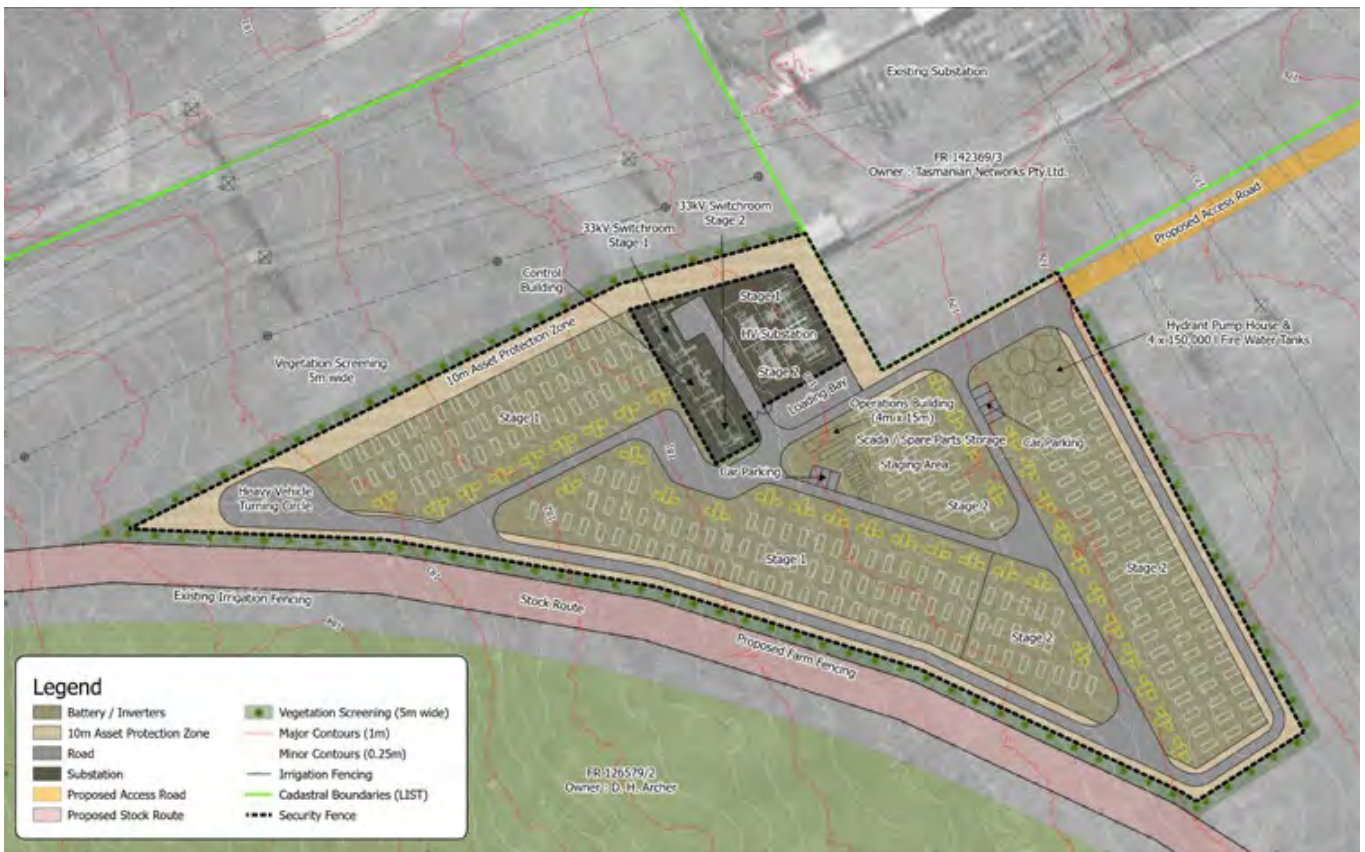 Existing Substation
FR 142369/3
Owner : Tasmanian Networks Pty.Ltd.
Proposed Access Road
33kV Switchroom
Stage 2
33kV Switchroom
Stage 1
Control
Building
Stage 1
HV Substation
Stage 2
Loading Bay
Hydrant Pump House &
4 x 150,000 l Fire Water Tanks
Vegetation Screening
5m wide
10m Asset Protection Zone
Stage 1
Operations Building
(4m x 15m)
Scada / Spare Parts Storage
Staging Area
Car Parking
Car Parking
Stage 2
Heavy Vehicle
Turning Circle
Stage 1
Stage 2
Stage 2
Existing Irrigation Fencing
Stock Route
Proposed Farm Fencing
FR 126579/2
Owner : D. H. Archer
Legend
Battery / Inverters
10m Asset Protection Zone
Road
Substation
Proposed Access Road
Proposed Stock Route
Vegetation Screening (5m wide)
Major Contours (1m)
Minor Contours (0.25m)
Irrigation Fencing
Cadastral Boundaries (LIST)
Security Fence